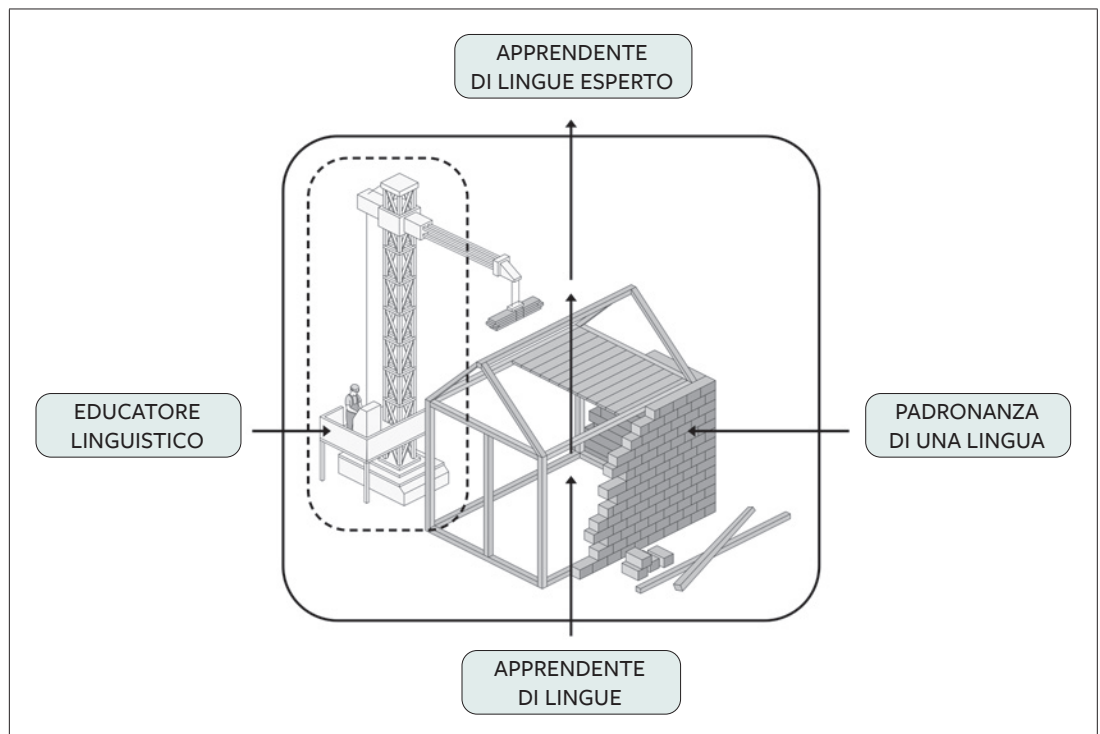 APPRENDENTE
DI LINGUE ESPERTO
EDUCATORE
LINGUISTICO
PADRONANZA
DI UNA LINGUA
APPRENDENTE
DI LINGUE